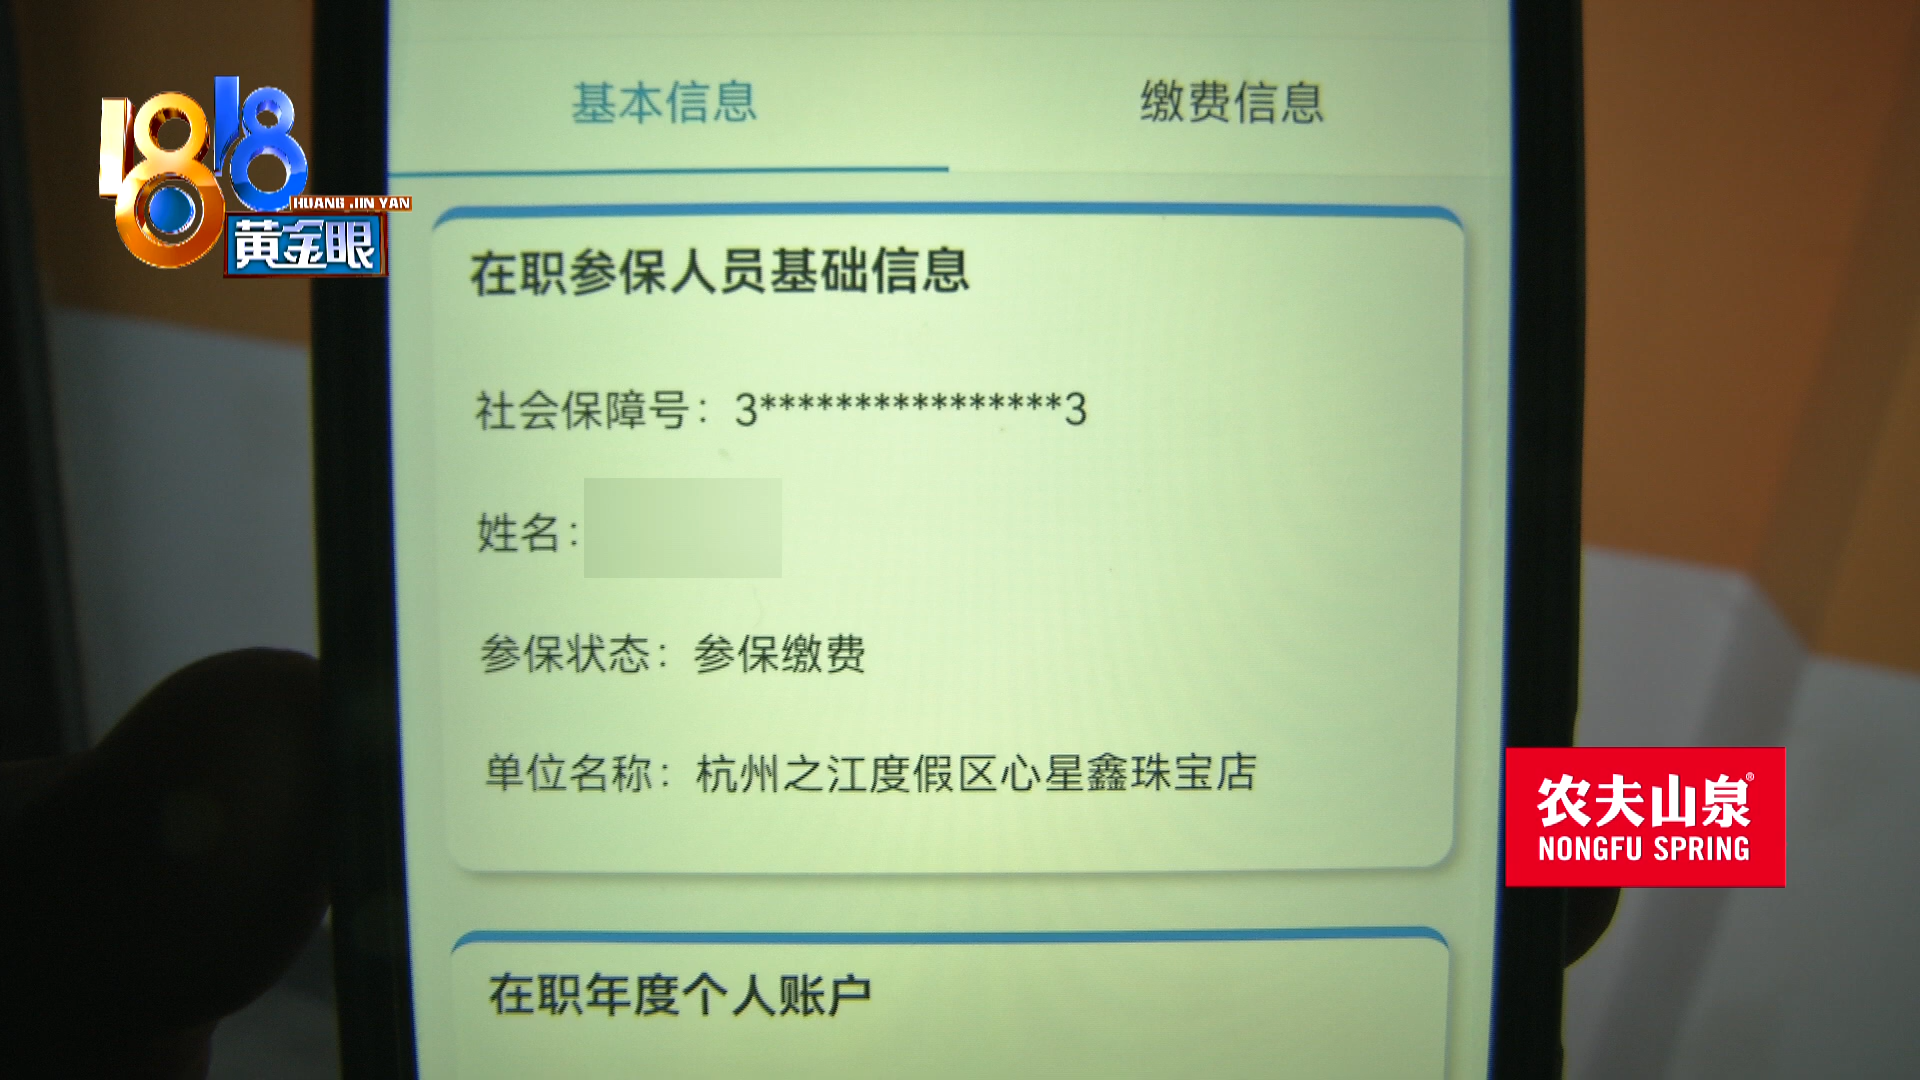 1818
HUANG JIN YAN
黄金眼
基本信息
缴费信息
在职参保人员基础信息
社会保障号：3****************3
姓名：
参保状态：参保缴费
单位名称：杭州之江度假区心星鑫珠宝店
农夫山泉®
NONGFU SPRING
在职年度个人账户